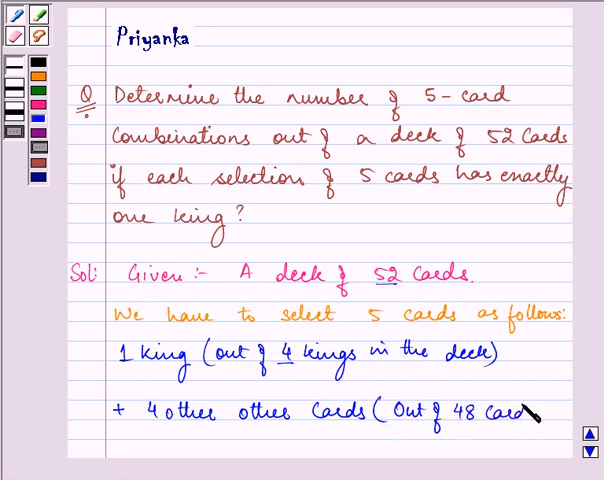 Priyanka
Q Determine the number of 5-card
combinations out of a deck of 52 cards
if each selection of 5 cards has exactly
one king?
Sol: Given :- A deck of 52 cards.
We have to select 5 cards as follows:
1 king (out of 4 kings in the deck)
+ 4 other other cards (Out of 48 card